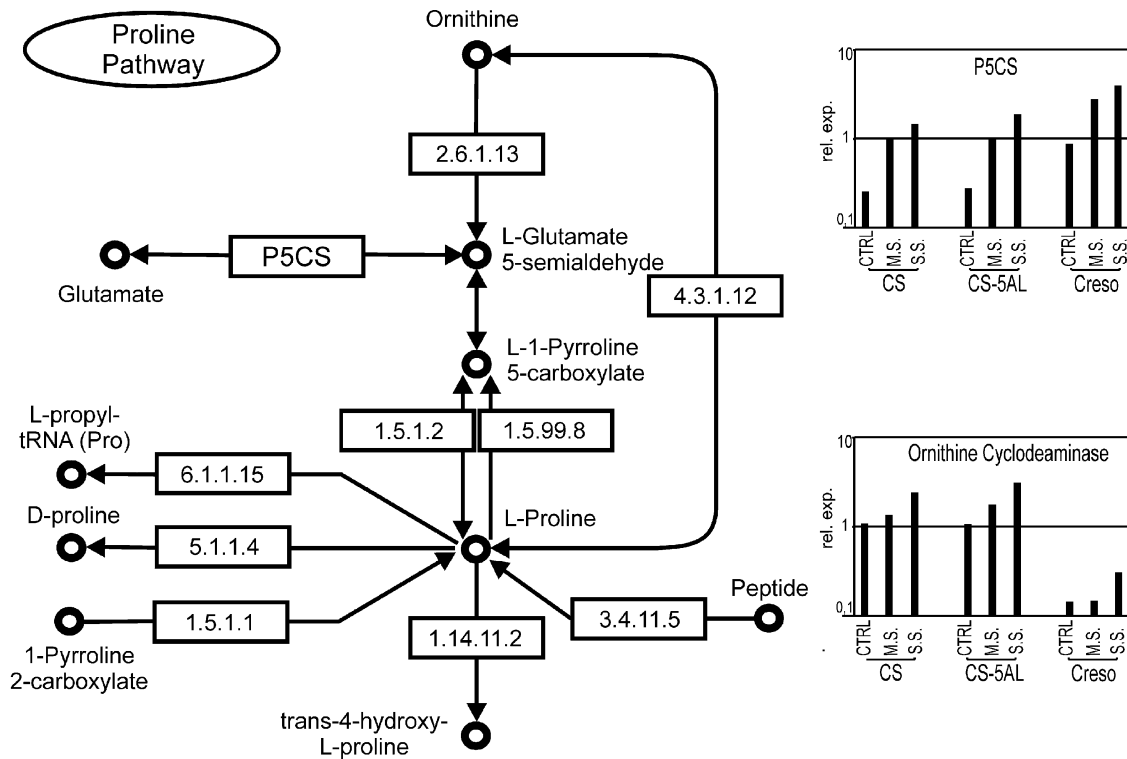 Proline
Pathway
Ornithine
2.6.1.13
L-Glutamate
5-semialdehyde
P5CS
Glutamate
4.3.1.12
L-1-Pyrroline
5-carboxylate
1.5.1.2
1.5.99.8
L-propyl-
tRNA (Pro)
6.1.1.15
D-proline
5.1.1.4
L-Proline
1.5.1.1
1-Pyrroline
2-carboxylate
Peptide
3.4.11.5
1.14.11.2
trans-4-hydroxy-
L-proline
P5CS
rel. exp.
10
1
0,1
CTRL
M.S.
S.S.
CTRL
M.S.
S.S.
CTRL
M.S.
S.S.
CS
CS-5AL
Creso
Ornithine Cyclodeaminase
rel. exp.
10
1
0,1
CTRL
M.S.
S.S.
CTRL
M.S.
S.S.
CTRL
M.S.
S.S.
CS
CS-5AL
Creso